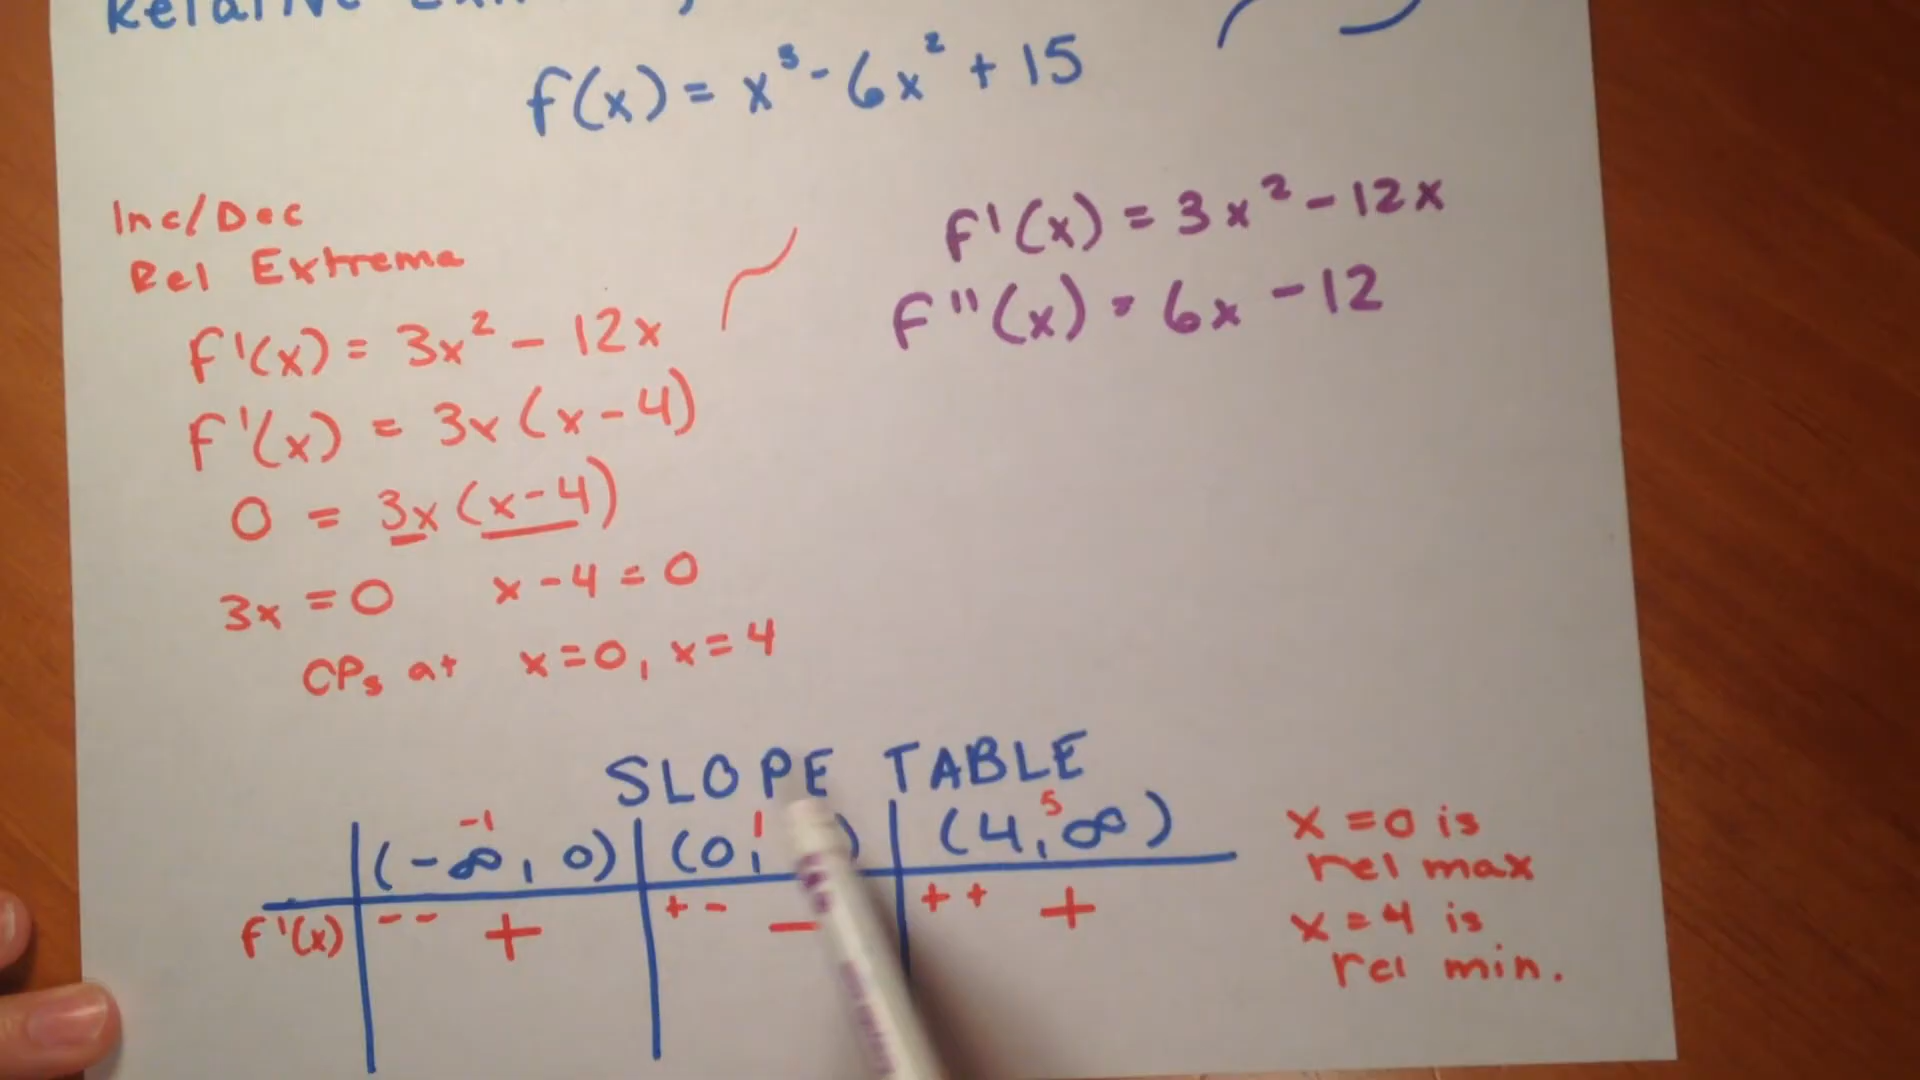 f(x) = x³ - 6x² + 15
Inc/Dec
Rel Extrema
f'(x) = 3x² - 12x
f'(x) = 3x(x-4)
0 = 3x(x-4)
3x = 0 x-4 = 0
CPs at x=0, x=4
f'(x) = 3x² - 12x
f"(x) = 6x - 12
SLOPE TABLE
-1 1 5
(-∞, 0) (0, ) (4, ∞)
f'(x) - - + + - - + + +
x = 0 is
rel max
x = 4 is
rel min.